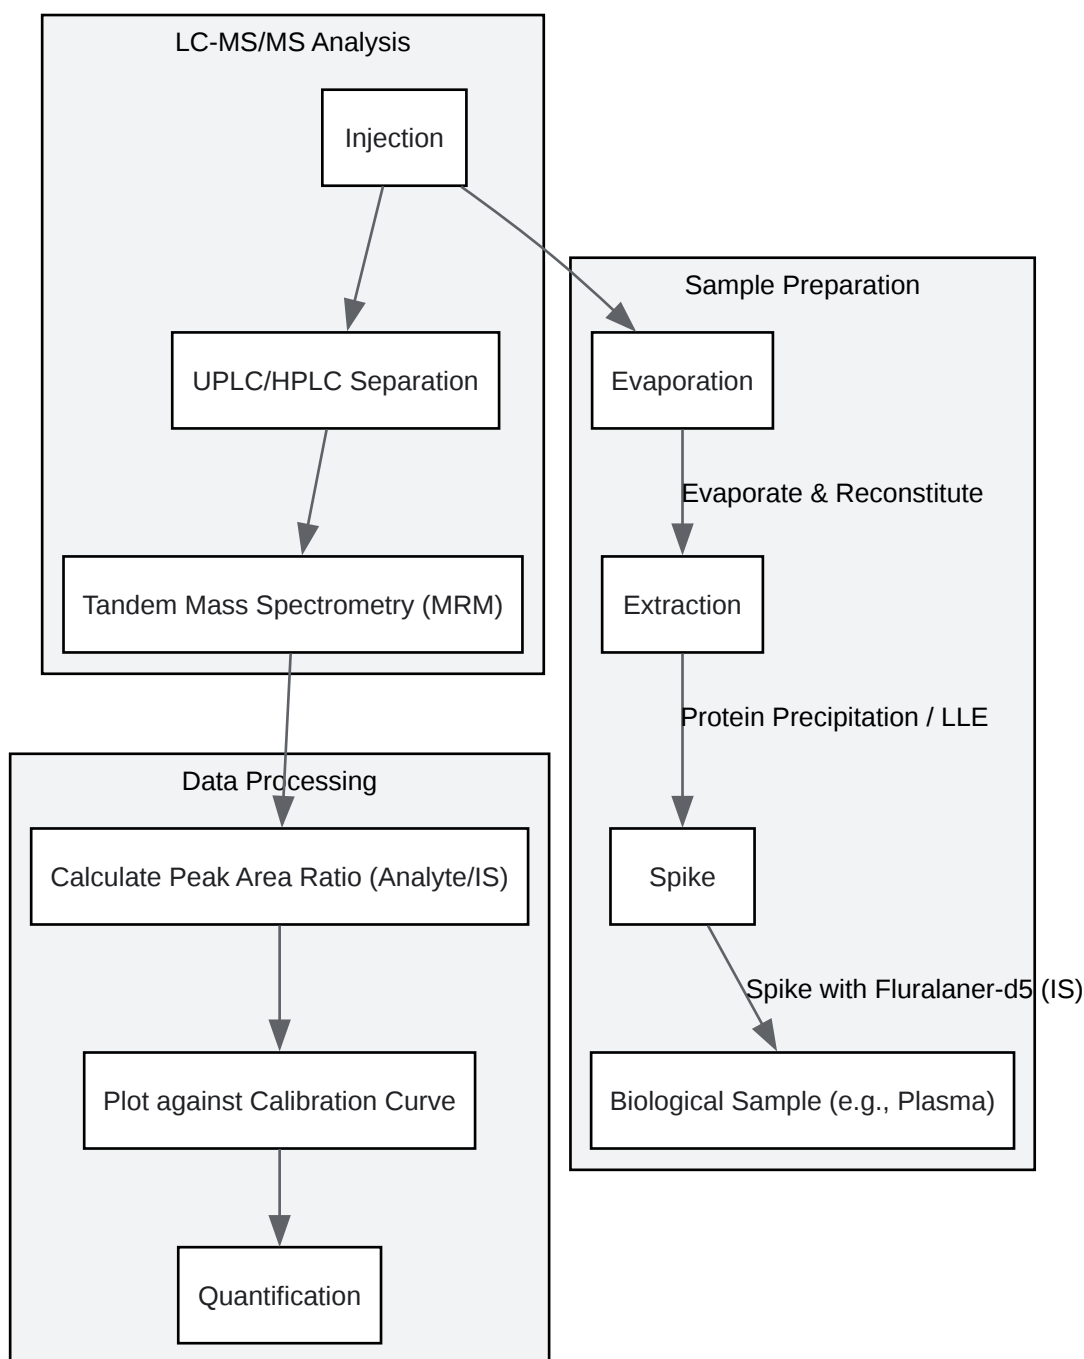 LC-MS/MS Analysis
Injection
UPLC/HPLC Separation
Tandem Mass Spectrometry (MRM)
Sample Preparation
Evaporation
Evaporate & Reconstitute
Extraction
Protein Precipitation / LLE
Spike
Spike with Fluralaner-d5 (IS)
Biological Sample (e.g., Plasma)
Data Processing
Calculate Peak Area Ratio (Analyte/IS)
Plot against Calibration Curve
Quantification